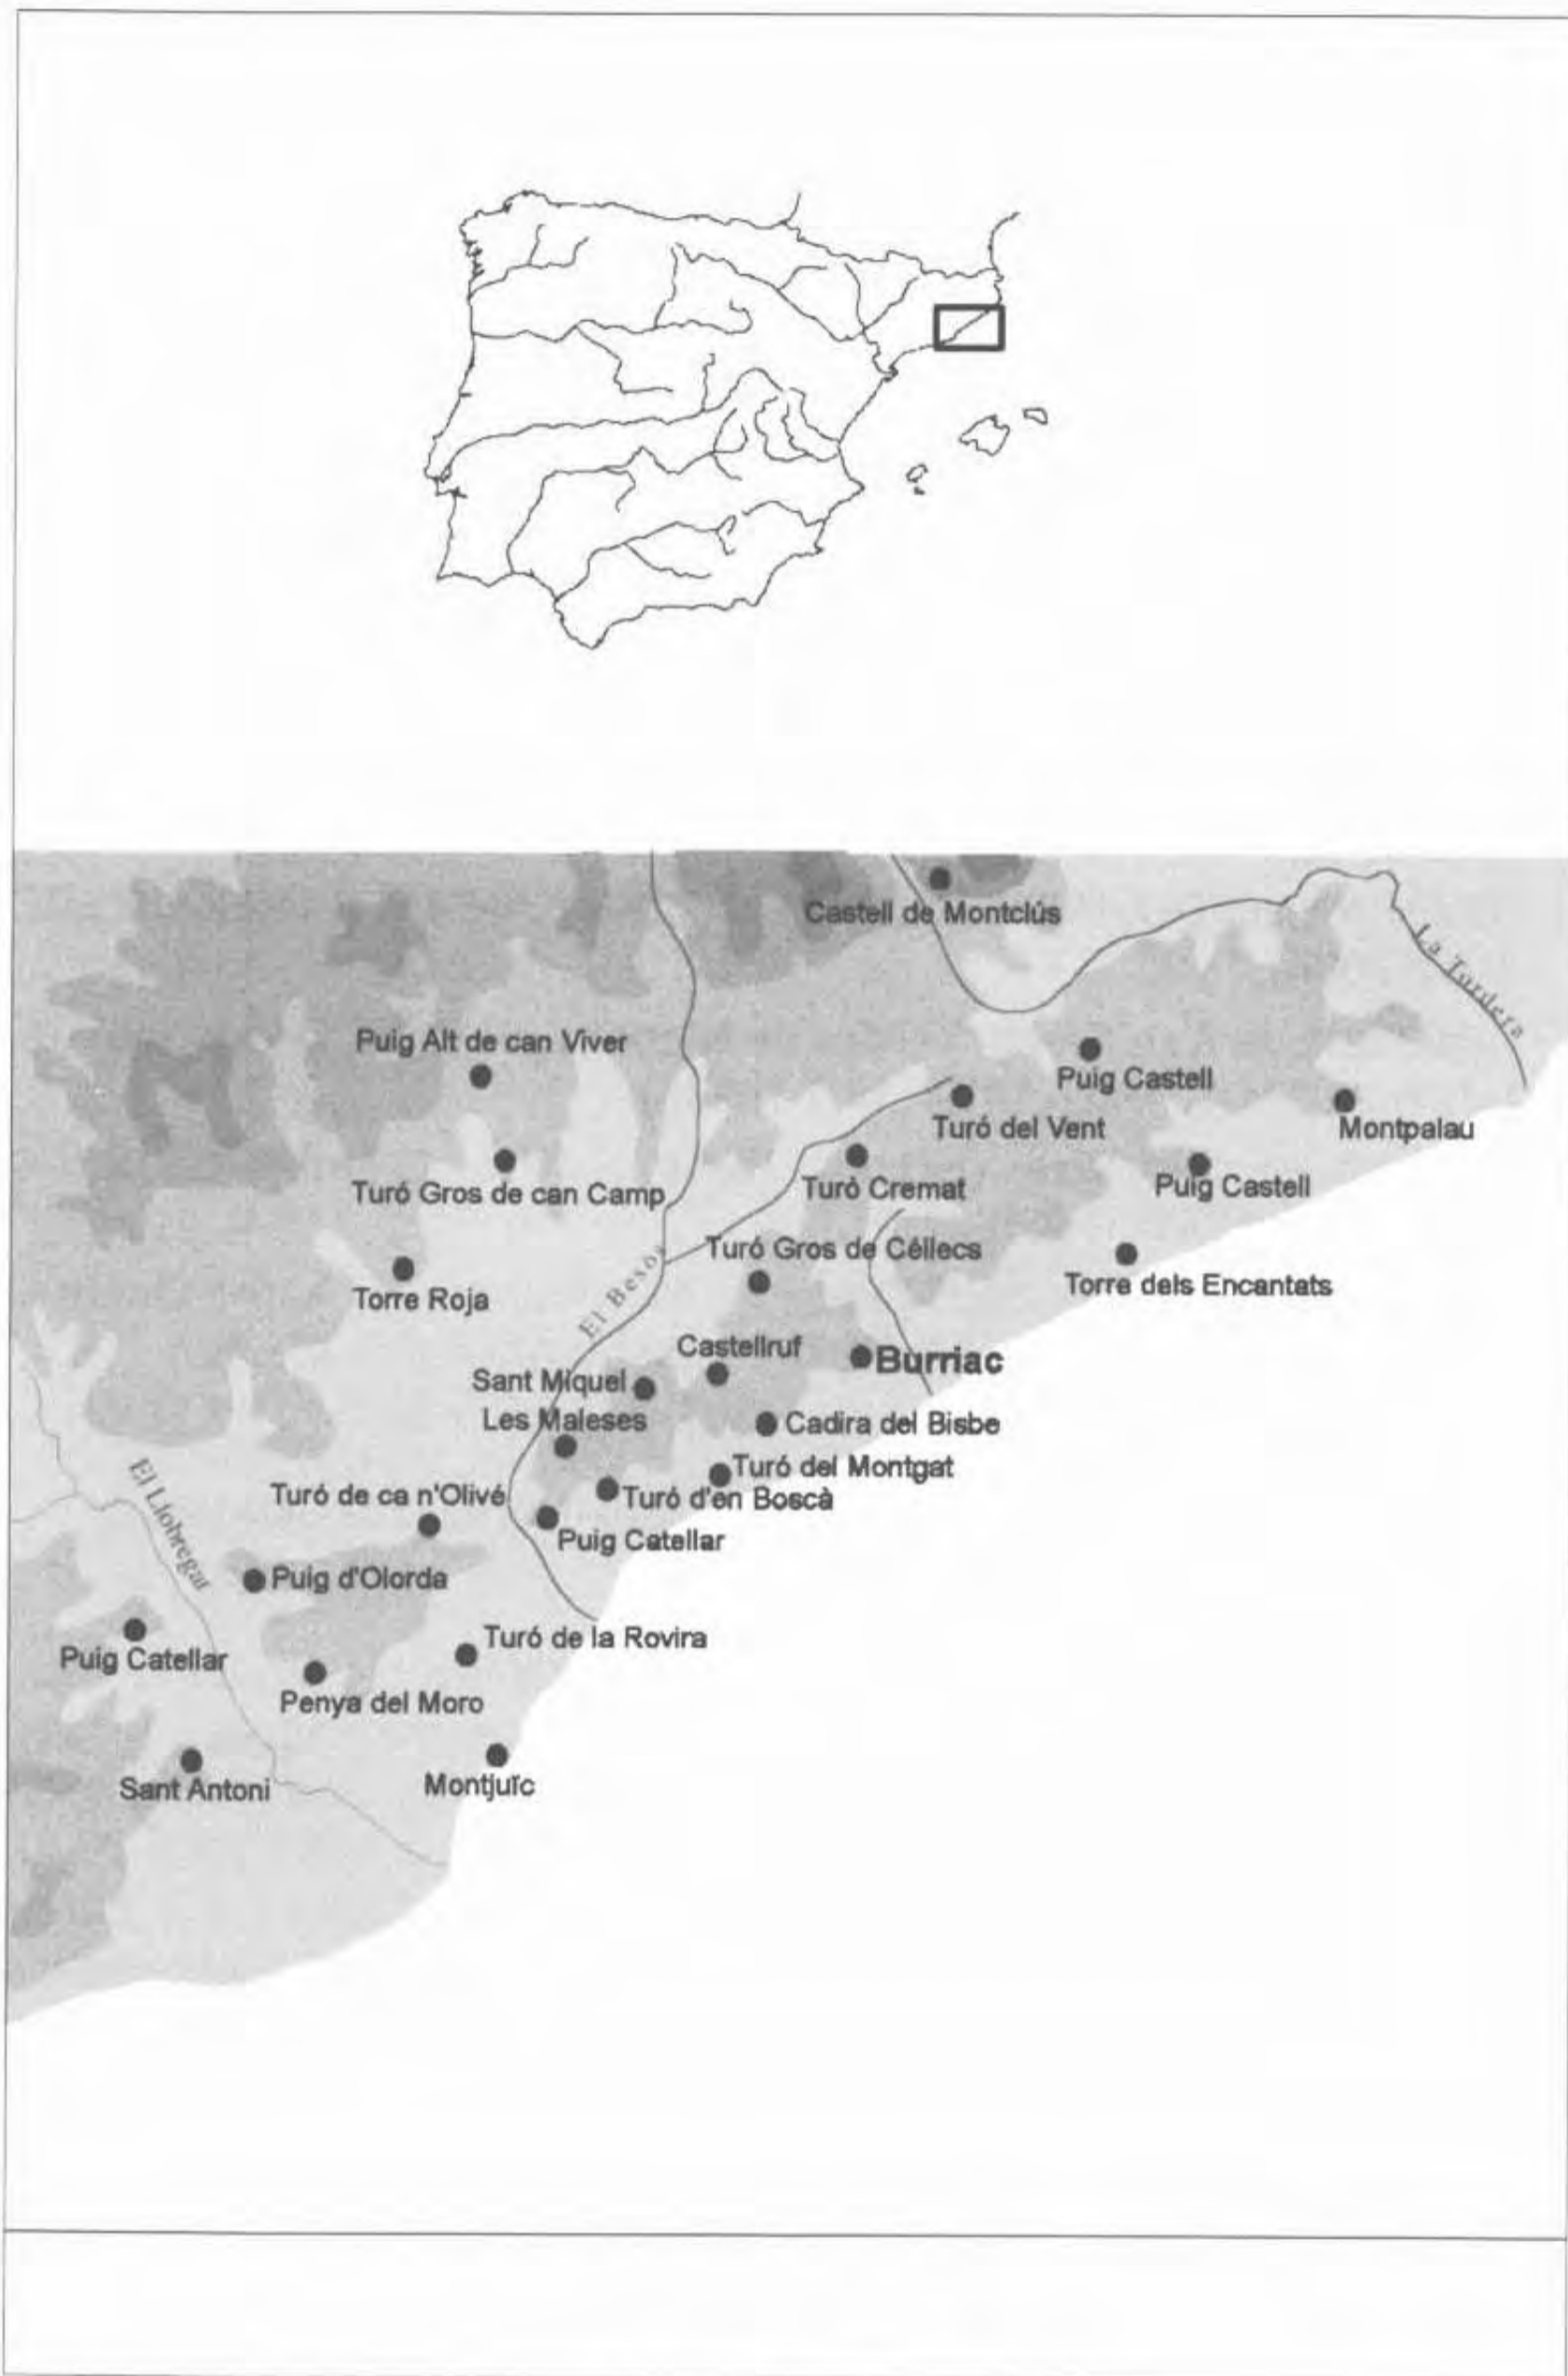 Castell de Montclús
La Tordera
Puig Alt de can Viver
Puig Castell
Turó del Vent
Montpalau
Turó Gros de can Camp
Turó Cremat
Puig Castell
El Besòs
Turó Gros de Céllecs
Torre Roja
Torre dels Encantats
Castellruf
Burriac
Sant Miquel
Les Maleses
Cadira del Bisbe
El Llobregat
Turó del Montgat
Turó de ca n'Olivé
Turó d'en Boscà
Puig Catellar
Puig d'Olorda
Turó de la Rovira
Puig Catellar
Penya del Moro
Sant Antoni
Montjuïc